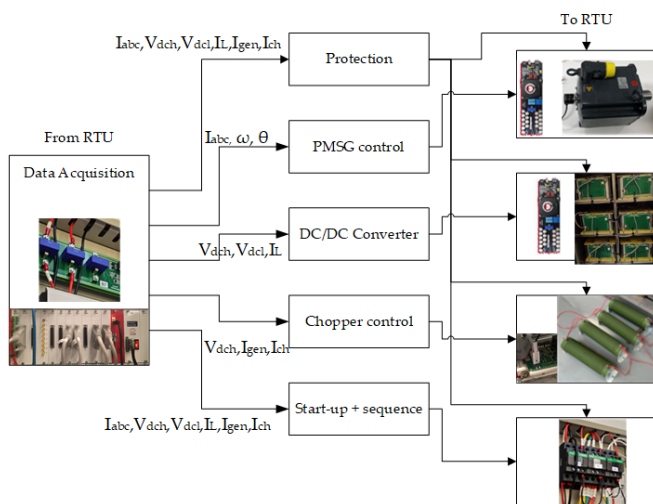 To RTU
Iabc,Vdch,Vdcl,IL,Igen,Ich
Protection
From RTU
Data Acquisition
Iabc, ω, θ
PMSG control
Vdch,Vdcl,IL
DC/DC Converter
Chopper control
Vdch,Igen,Ich
Iabc,Vdch,Vdcl,IL,Igen,Ich
Start-up + sequence